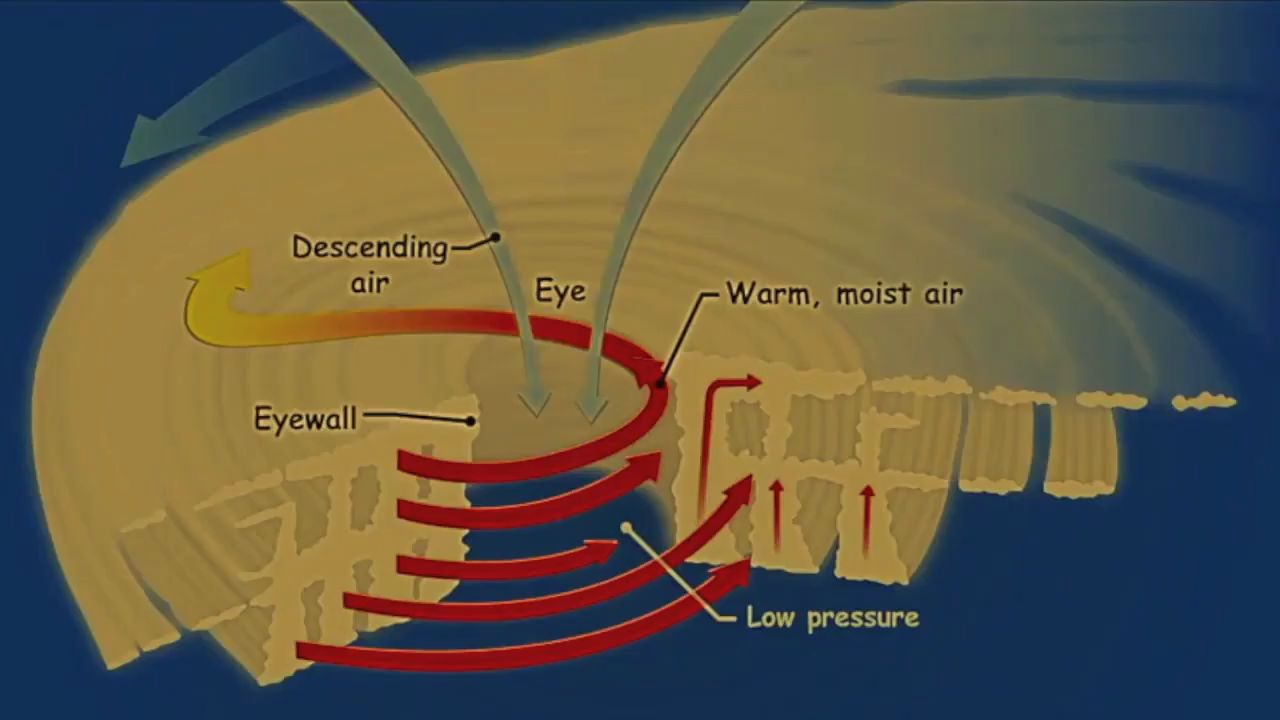 Descending
air
Eye
Warm, moist air
Eyewall
Low pressure